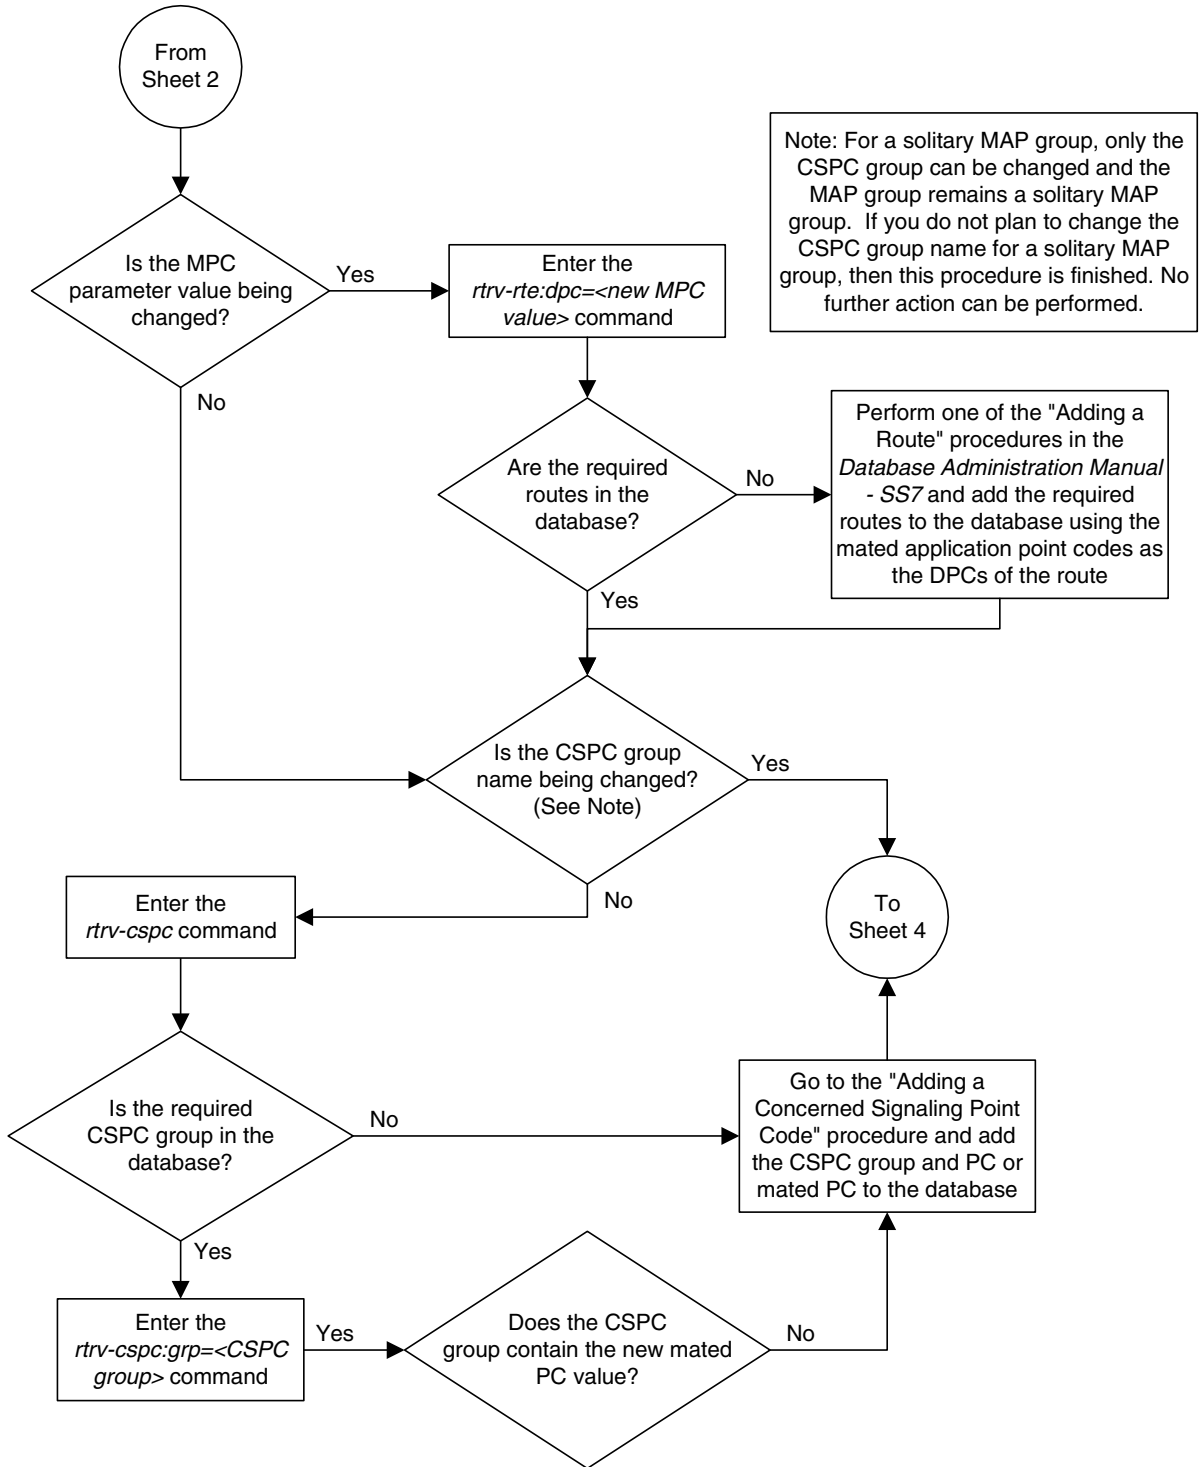 From
Sheet 2
Note: For a solitary MAP group, only the
CSPC group can be changed and the
MAP group remains a solitary MAP
group.  If you do not plan to change the
CSPC group name for a solitary MAP
group, then this procedure is finished. No
further action can be performed.
Is the MPC
parameter value being
changed?
Yes
No
Enter the
rtrv-rte:dpc=<new MPC
value> command
Are the required
routes in the
database?
No
Yes
Perform one of the "Adding a
Route" procedures in the
Database Administration Manual
- SS7 and add the required
routes to the database using the
mated application point codes as
the DPCs of the route
Is the CSPC group
name being changed?
(See Note)
Yes
No
To
Sheet 4
Enter the
rtrv-cspc command
Is the required
CSPC group in the
database?
No
Yes
Go to the "Adding a
Concerned Signaling Point
Code" procedure and add
the CSPC group and PC or
mated PC to the database
Enter the
rtrv-cspc:grp=<CSPC
group> command
Yes
Does the CSPC
group contain the new mated
PC value?
No